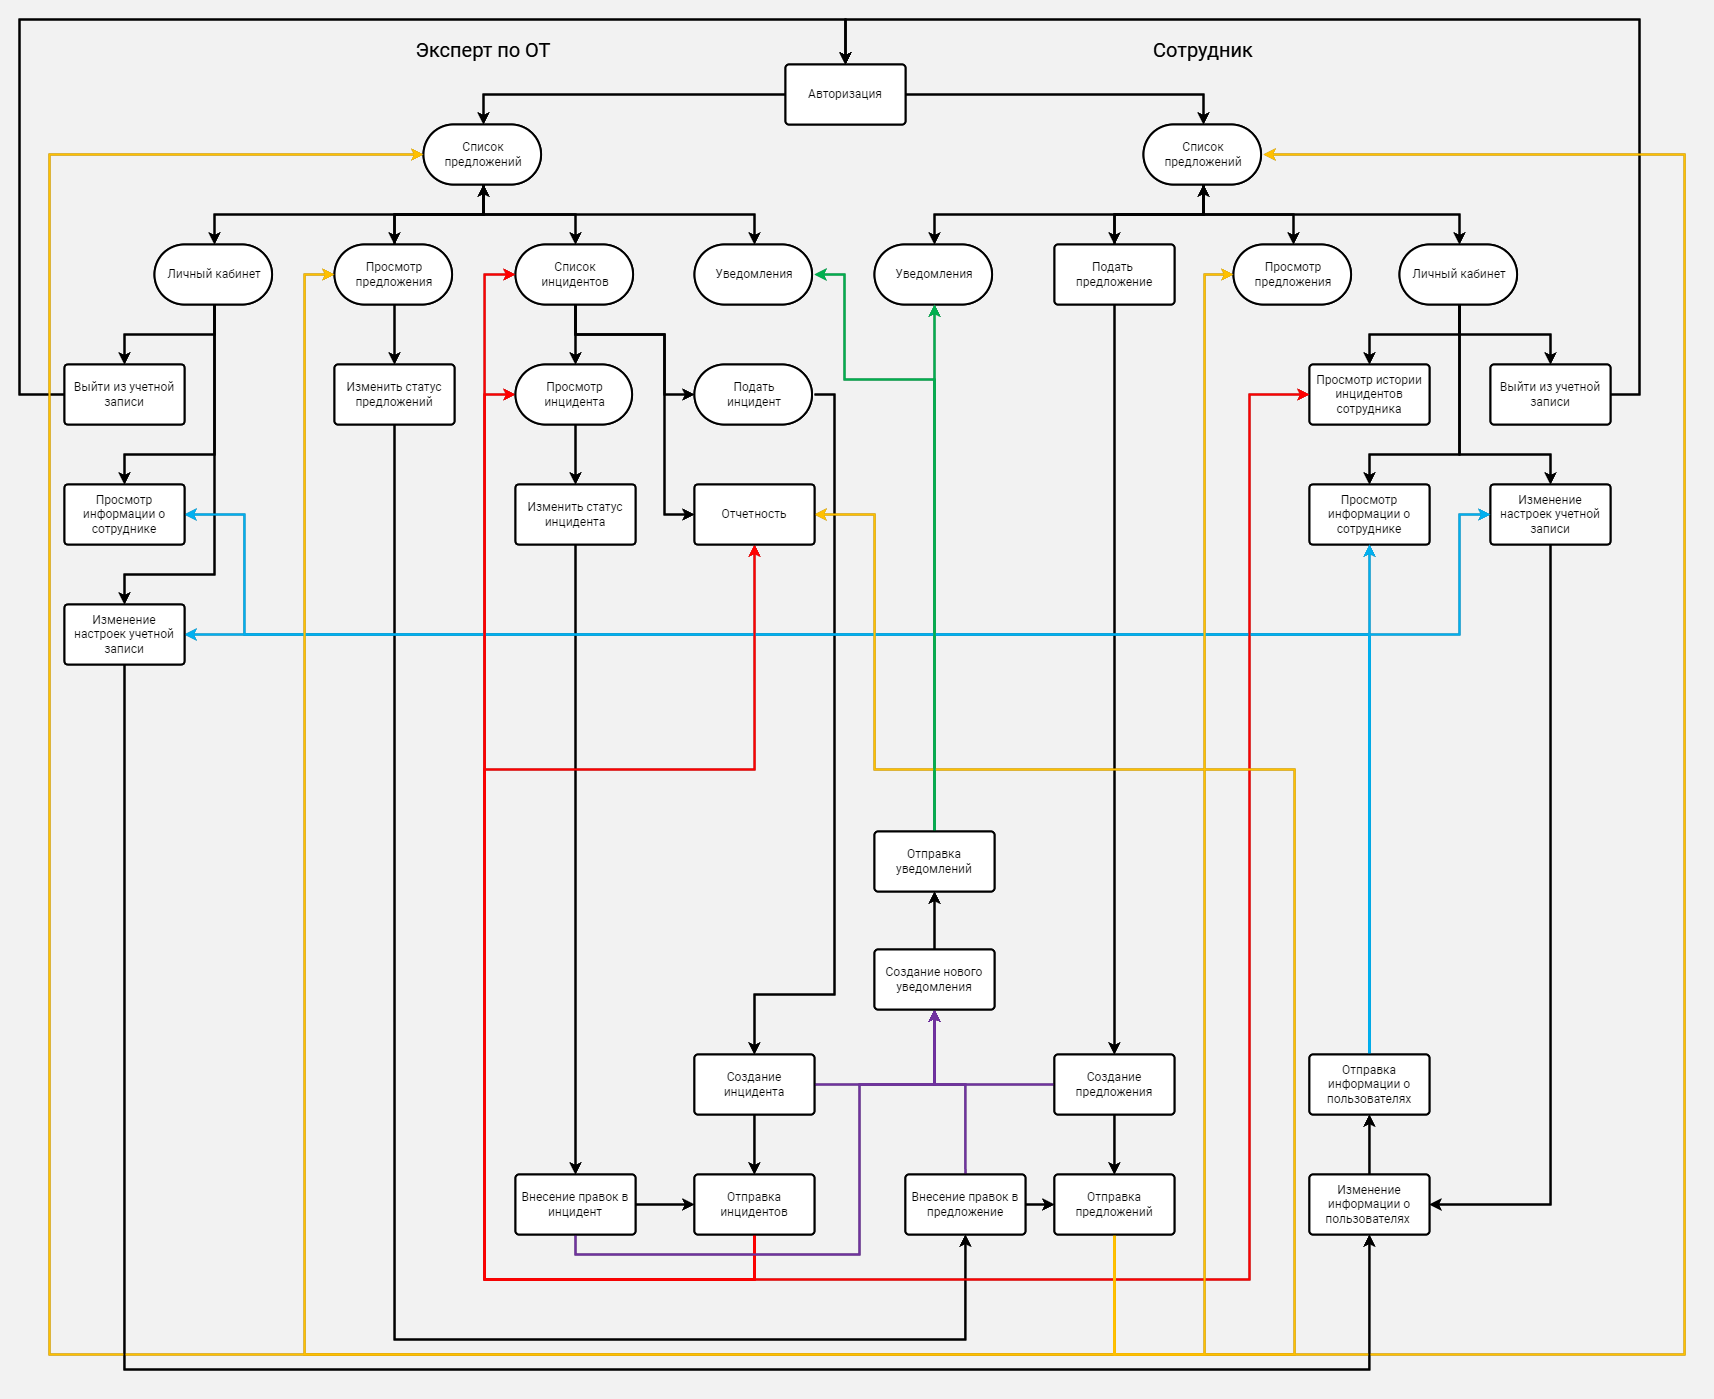 Эксперт по ОТ
Сотрудник
Авторизация
Список
предложений
Список
предложений
Личный кабинет
Просмотр
предложения
Список
инцидентов
Уведомления
Уведомления
Подать
предложение
Просмотр
предложения
Личный кабинет
Выйти из учетной
записи
Изменить статус
предложений
Просмотр
инцидента
Подать
инцидент
Просмотр истории
инцидентов
сотрудника
Выйти из учетной
записи
Просмотр
информации о
сотруднике
Изменить статус
инцидента
Отчетность
Просмотр
информации о
сотруднике
Изменение
настроек учетной
записи
Изменение
настроек учетной
записи
Отправка
уведомлений
Создание нового
уведомления
Создание
инцидента
Создание
предложения
Отправка
информации о
пользователях
Внесение правок в
инцидент
Отправка
инцидентов
Внесение правок в
предложение
Отправка
предложений
Изменение
информации о
пользователях